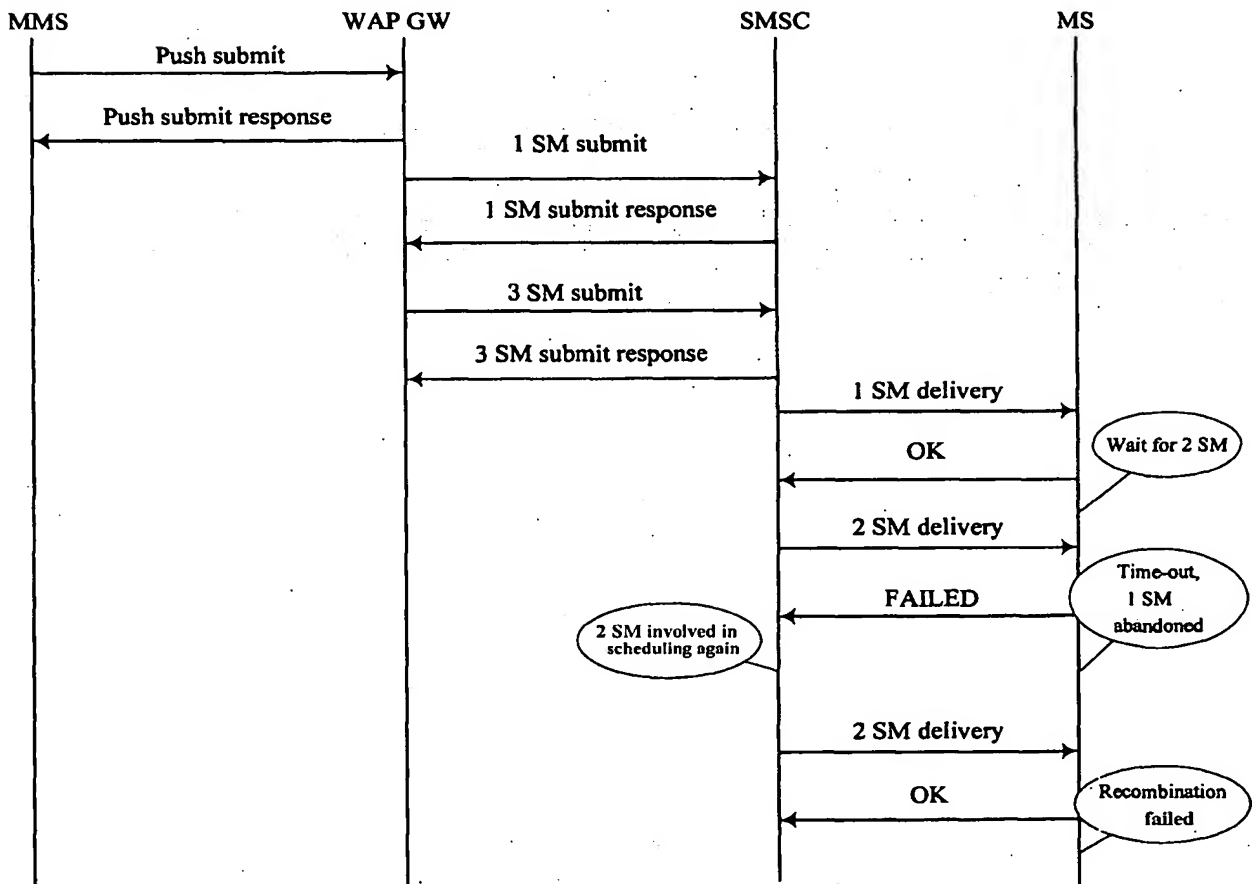 MMS WAP GW SMSC MS
Push submit
Push submit response
1 SM submit
1 SM submit response
3 SM submit
3 SM submit response
1 SM delivery
Wait for 2 SM
OK
2 SM delivery
Time-out,
1 SM
abandoned
FAILED
2 SM involved in
scheduling again
2 SM delivery
OK
Recombination
failed